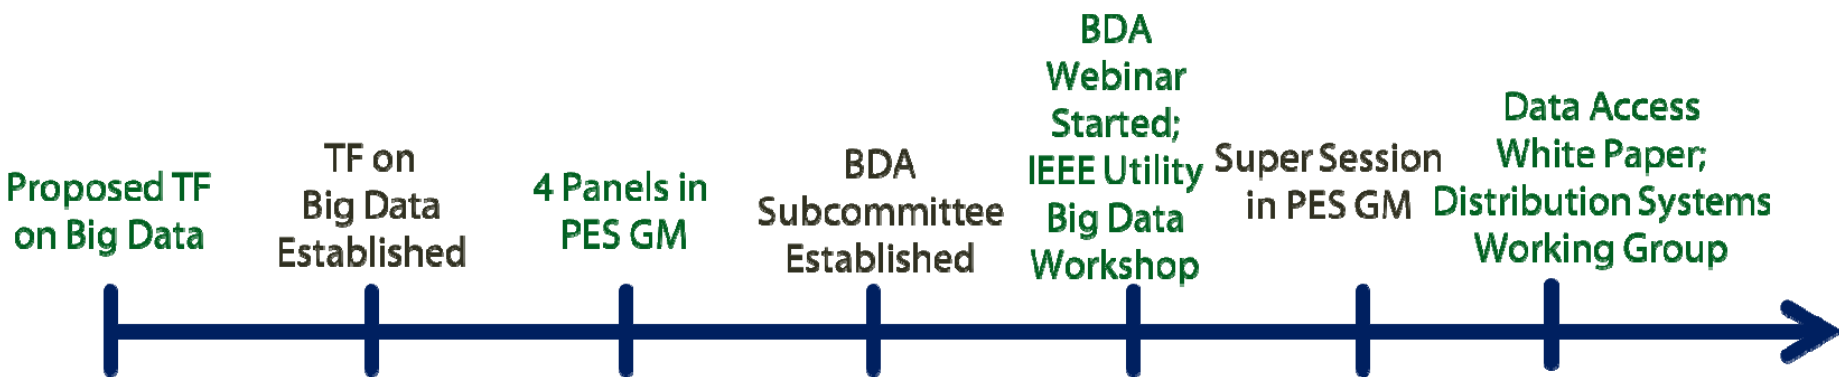 Proposed TF
on Big Data
TF on
Big Data
Established
4 Panels in
PES GM
BDA
Subcommittee
Established
BDA
Webinar
Started;
IEEE Utility
Big Data
Workshop
Super Session
in PES GM
Data Access
White Paper;
Distribution Systems
Working Group